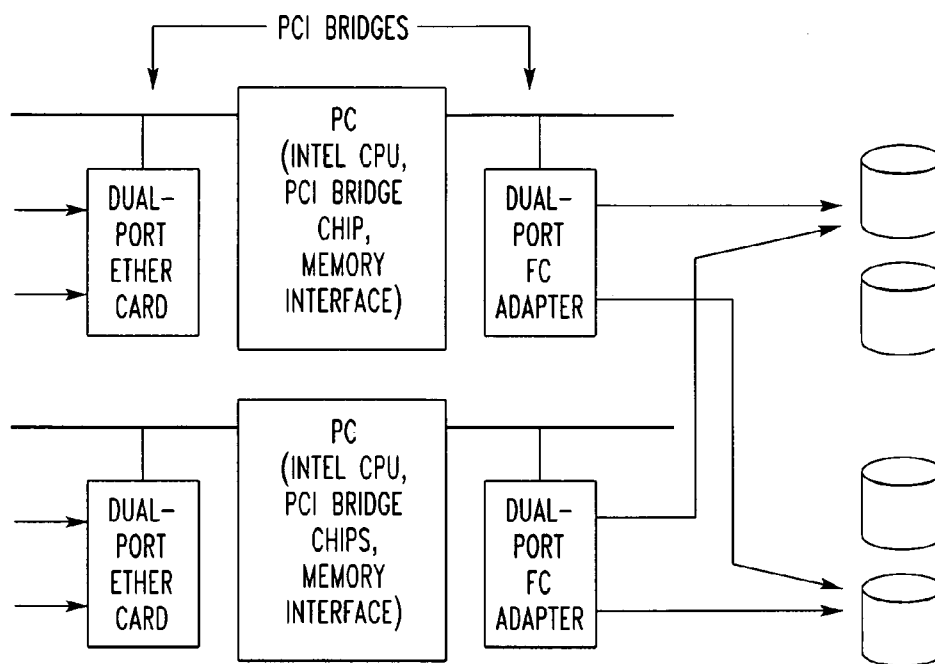 PCI BRIDGES
PC
(INTEL CPU,
PCI BRIDGE
CHIP,
MEMORY
INTERFACE)
DUAL-
PORT
ETHER
CARD
DUAL-
PORT
FC
ADAPTER
PC
(INTEL CPU,
PCI BRIDGE
CHIPS,
MEMORY
INTERFACE)
DUAL-
PORT
ETHER
CARD
DUAL-
PORT
FC
ADAPTER